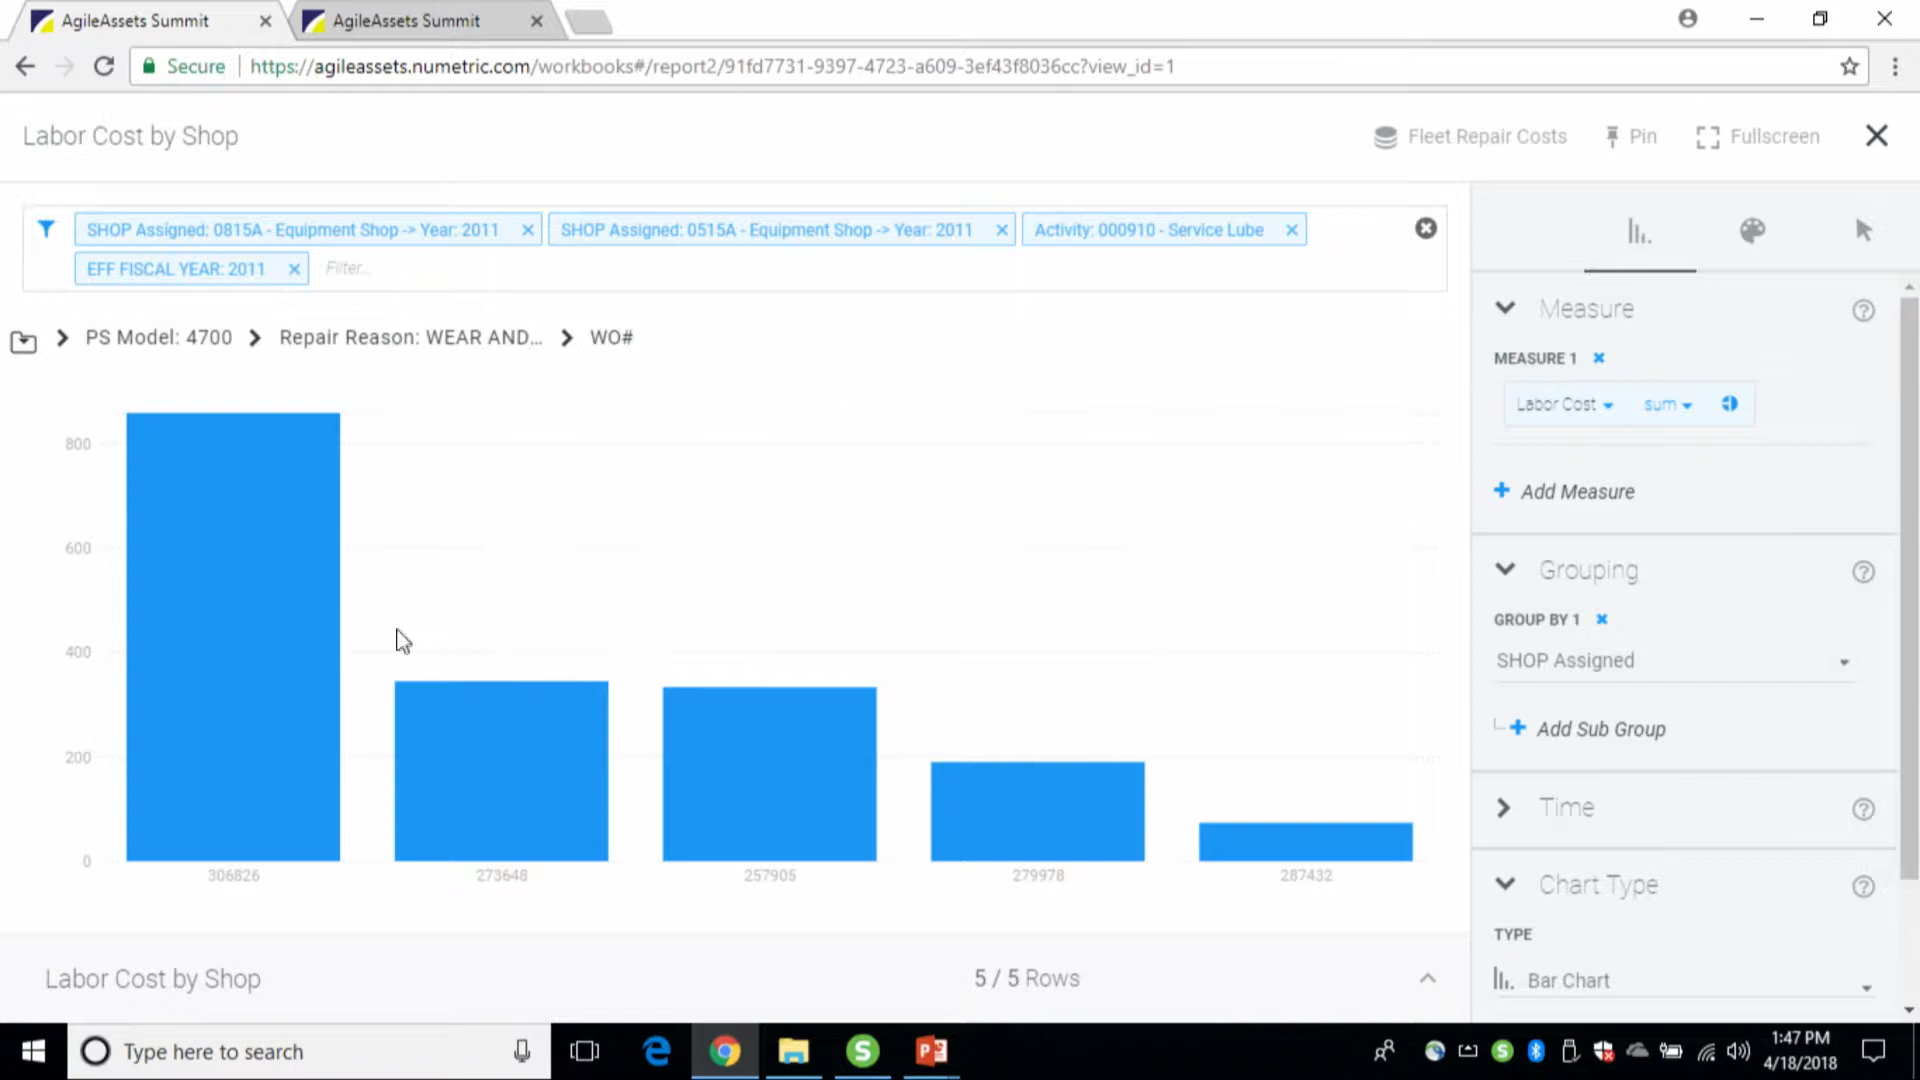 AgileAssets Summit
AgileAssets Summit
Secure
https://agileassets.numetric.com/workbooks#/report2/91fd7731-9397-4723-a609-3ef43f8036cc?view_id=1
Labor Cost by Shop
Fleet Repair Costs
Pin
Fullscreen
SHOP Assigned: 0815A - Equipment Shop -> Year: 2011
SHOP Assigned: 0515A - Equipment Shop -> Year: 2011
Activity: 000910 - Service Lube
EFF FISCAL YEAR: 2011
Filter...
PS Model: 4700
Repair Reason: WEAR AND...
WO#
800
600
400
200
0
306826
273648
257905
279978
287432
Labor Cost by Shop
5 / 5 Rows
Measure
MEASURE 1
Labor Cost
sum
Add Measure
Grouping
GROUP BY 1
SHOP Assigned
Add Sub Group
Time
Chart Type
TYPE
Bar Chart
Type here to search
1:47 PM
4/18/2018